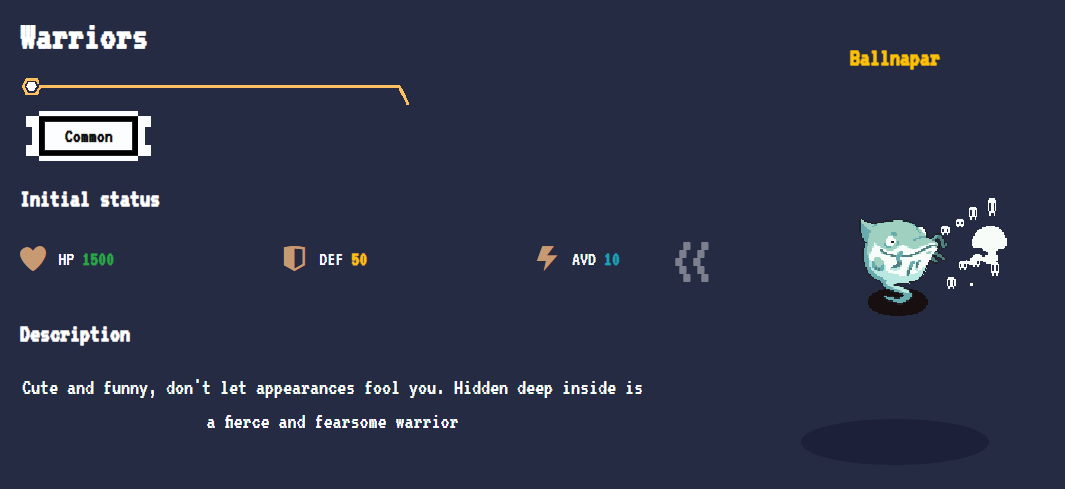 Warriors
Ballnapar
Common
Initial status
HP 1500 DEF 50 AVD 10
Description
Cute and funny, don't let appearances fool you. Hidden deep inside is
a fierce and fearsome warrior